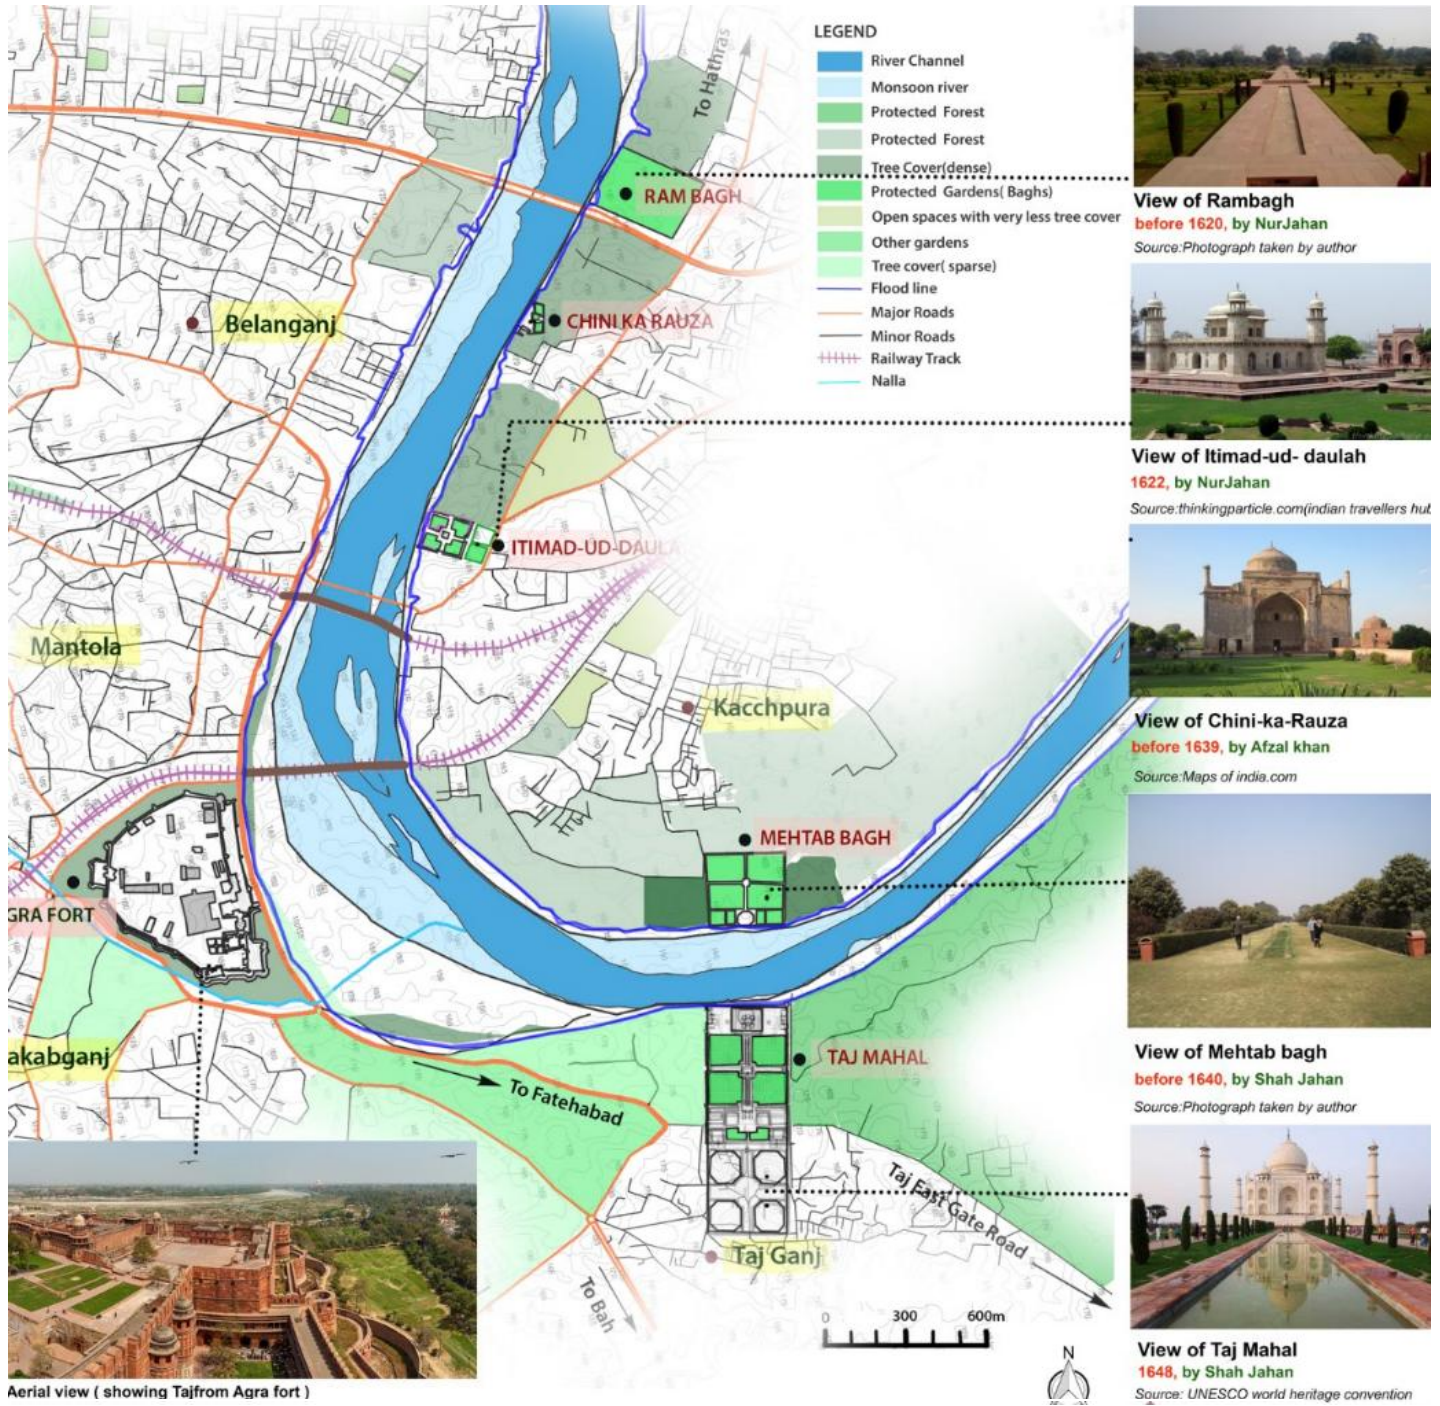 LEGEND
River Channel
Monsoon river
Protected Forest
Protected Forest
Tree Cover(dense)
Protected Gardens( Baghs)
Open spaces with very less tree cover
Other gardens
Tree cover( sparse)
Flood line
Major Roads
Minor Roads
Railway Track
Nalla
To Hathras
RAM BAGH
Belanganj
CHINI KA RAUZA
ITIMAD-UD-DAULA
Mantola
Kacchpura
MEHTAB BAGH
GRA FORT
akabganj
To Fatehabad
TAJ MAHAL
Taj East Gate Road
Taj Ganj
To Bah
0 300 600m
N
View of Rambagh
before 1620, by NurJahan
Source:Photograph taken by author
View of Itimad-ud- daulah
1622, by NurJahan
Source:thinkingparticle.com(indian travellers hub
View of Chini-ka-Rauza
before 1639, by Afzal khan
Source:Maps of india.com
View of Mehtab bagh
before 1640, by Shah Jahan
Source:Photograph taken by author
View of Taj Mahal
1648, by Shah Jahan
Source: UNESCO world heritage convention
Aerial view ( showing Tajfrom Agra fort )